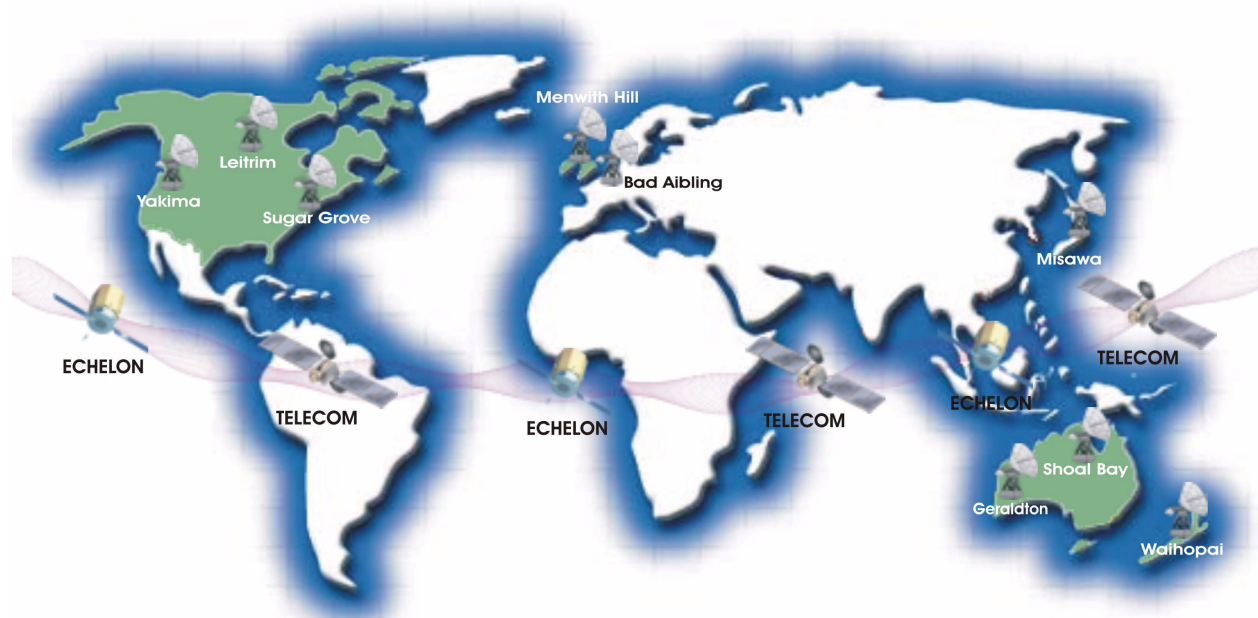 Menwith Hill
Leitrim
Bad Aibling
Yakima
Sugar Grove
Misawa
ECHELON
TELECOM
TELECOM
ECHELON
TELECOM
ECHELON
Shoal Bay
Geraldton
Waihopai